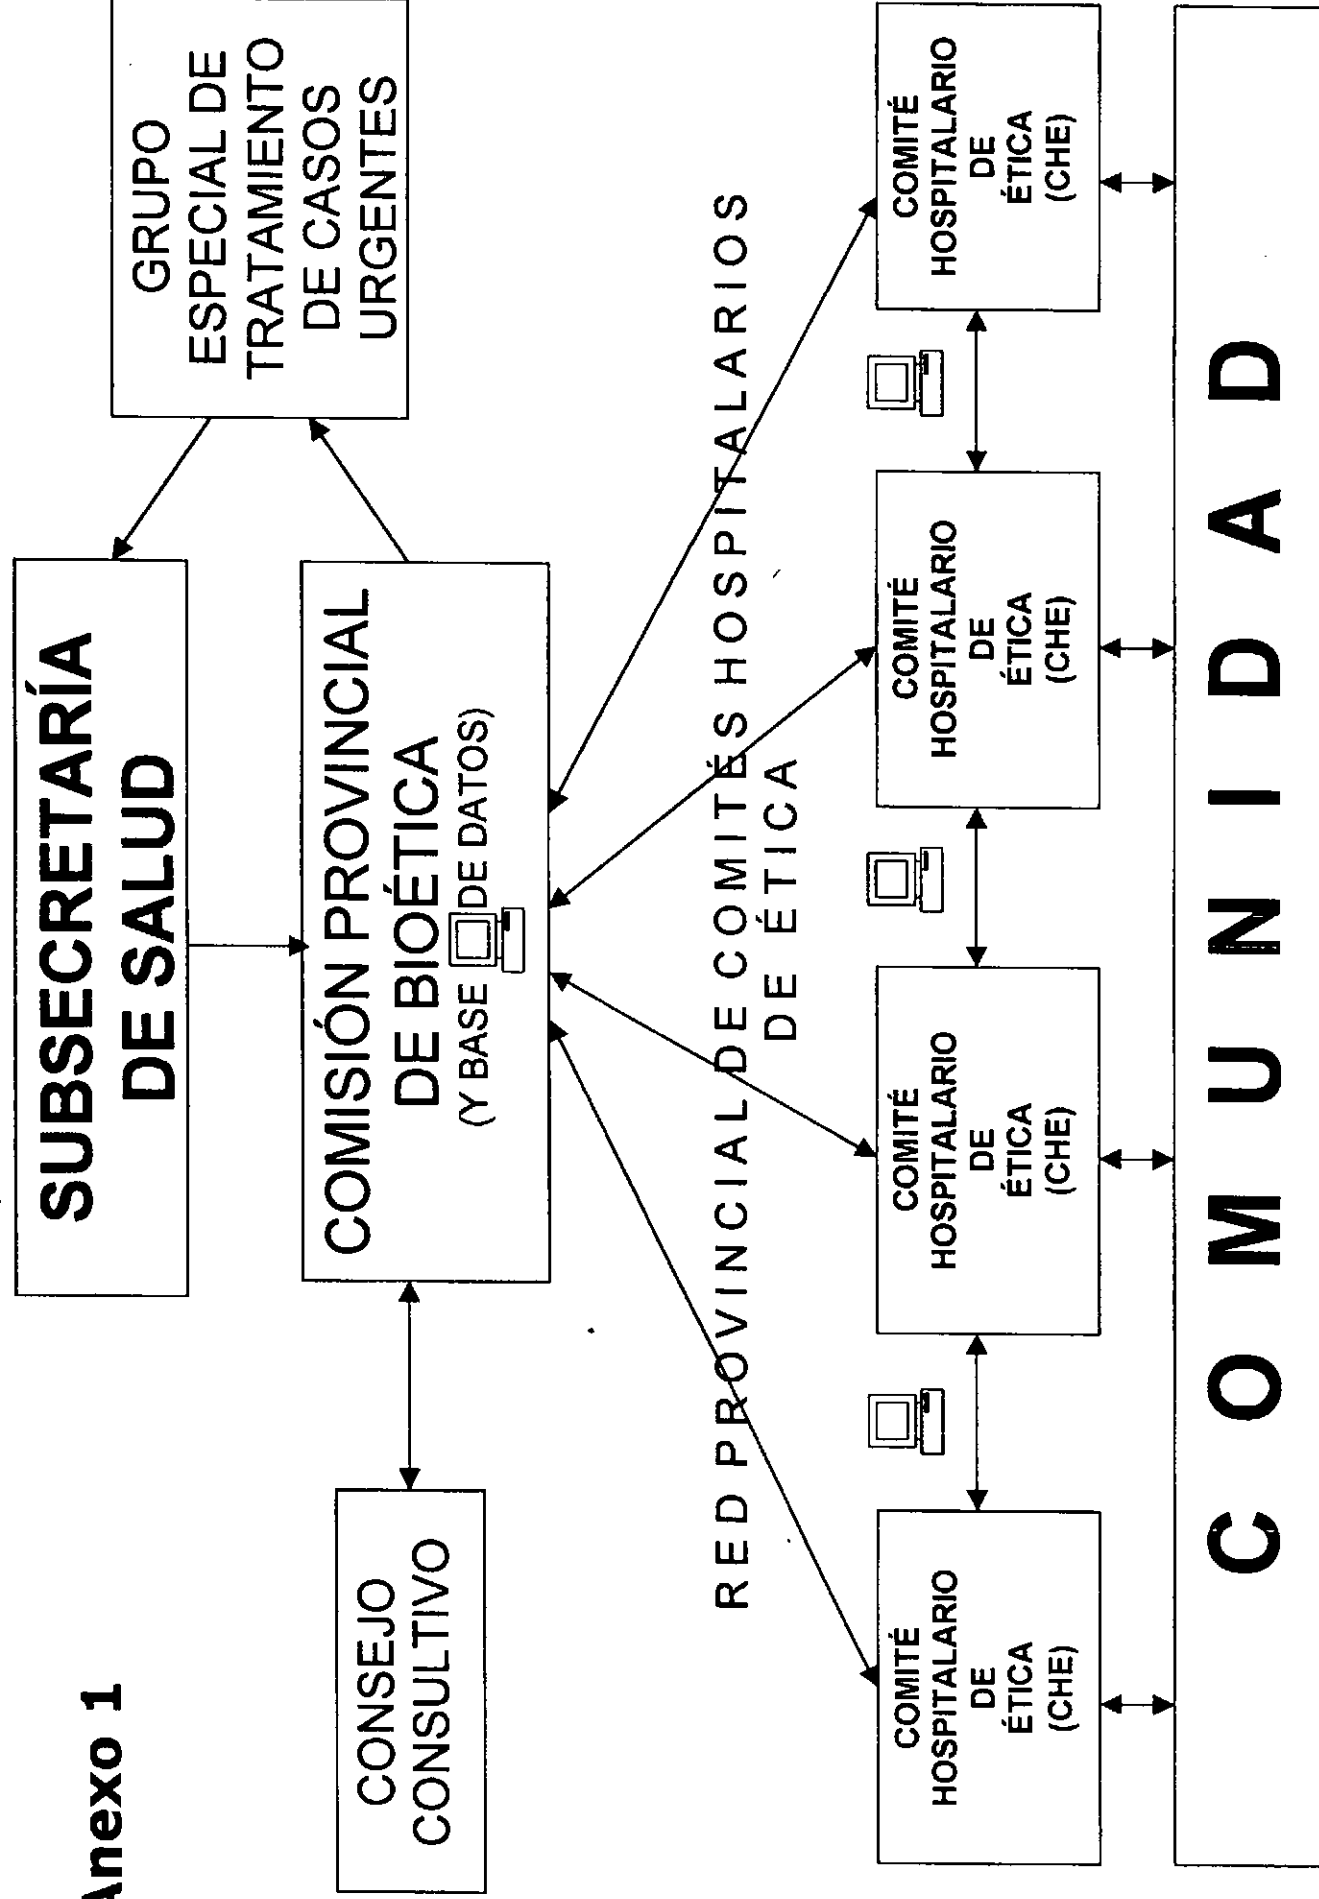 Anexo 1
SUBSECRETARÍA
DE SALUD
GRUPO
ESPECIAL DE
TRATAMIENTO
DE CASOS
URGENTES
CONSEJO
CONSULTIVO
COMISIÓN PROVINCIAL
DE BIOÉTICA
(Y BASE DE DATOS)
RED PROVINCIAL DE COMITÉS HOSPITALARIOS
DE ÉTICA
COMITÉ
HOSPITALARIO
DE
ÉTICA
(CHE)
COMITÉ
HOSPITALARIO
DE
ÉTICA
(CHE)
COMITÉ
HOSPITALARIO
DE
ÉTICA
(CHE)
COMITÉ
HOSPITALARIO
DE
ÉTICA
(CHE)
COMUNIDAD